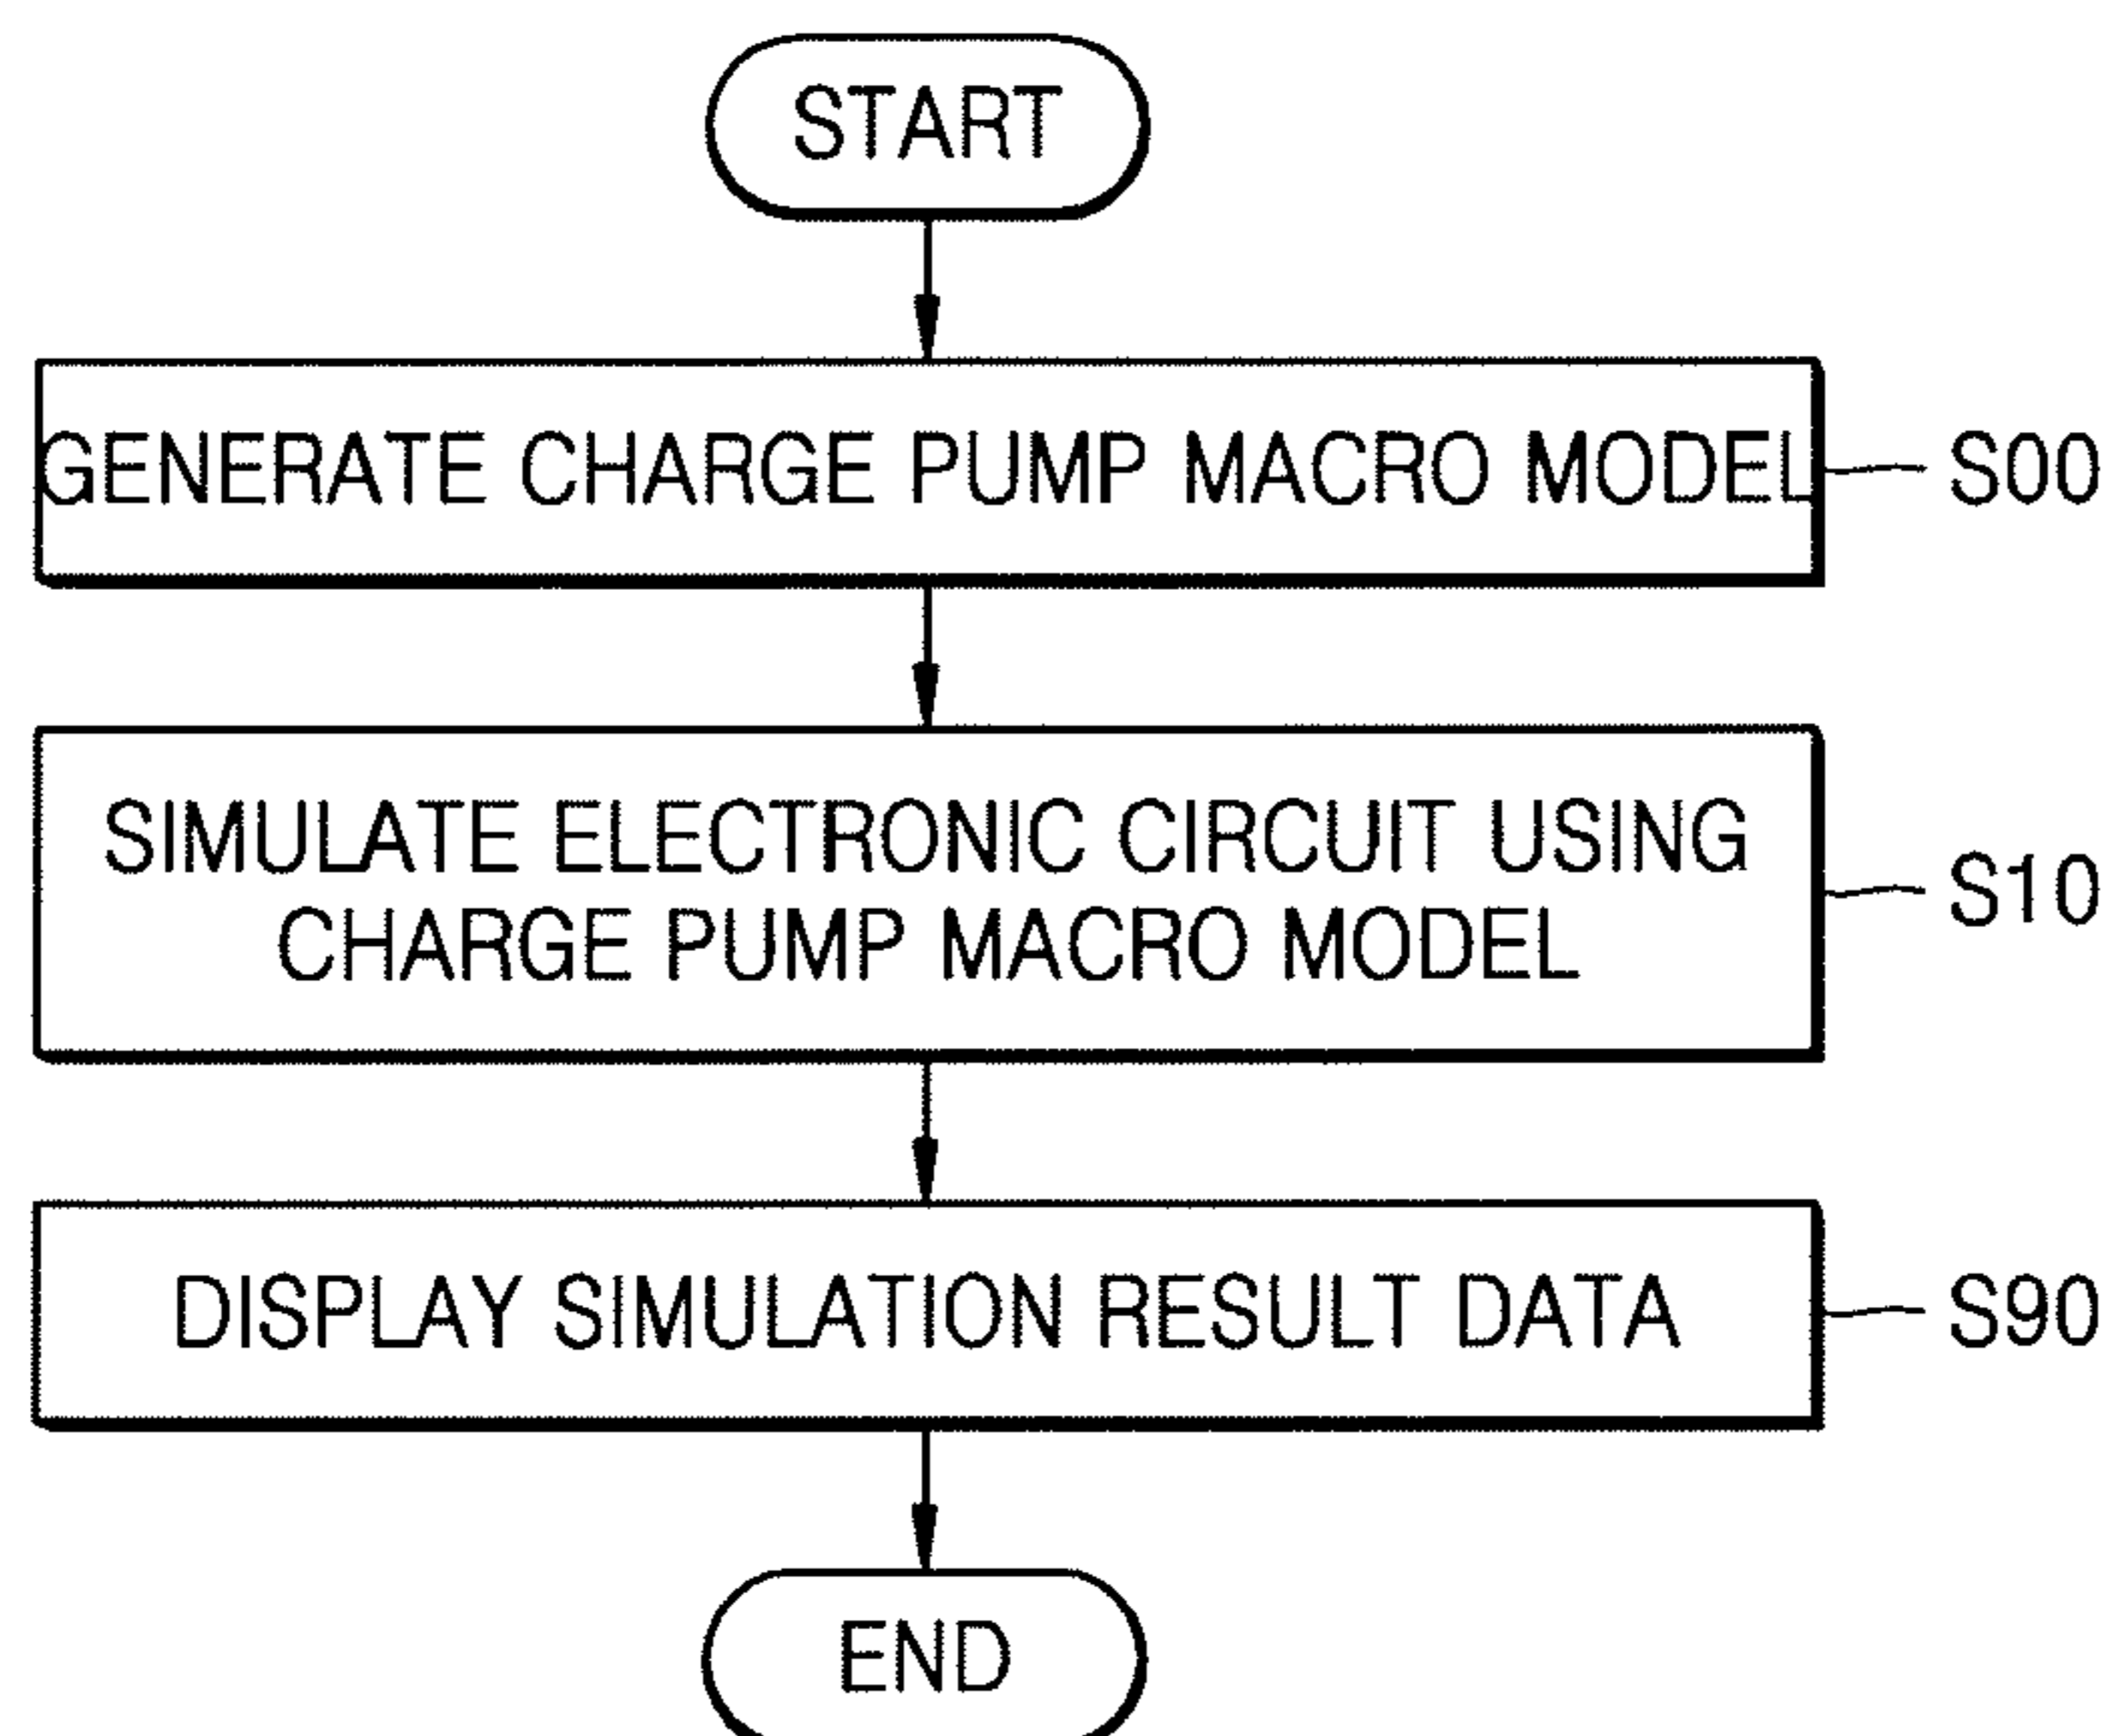 START
GENERATE CHARGE PUMP MACRO MODEL
S00
SIMULATE ELECTRONIC CIRCUIT USING
CHARGE PUMP MACRO MODEL
S10
DISPLAY SIMULATION RESULT DATA
S90
END